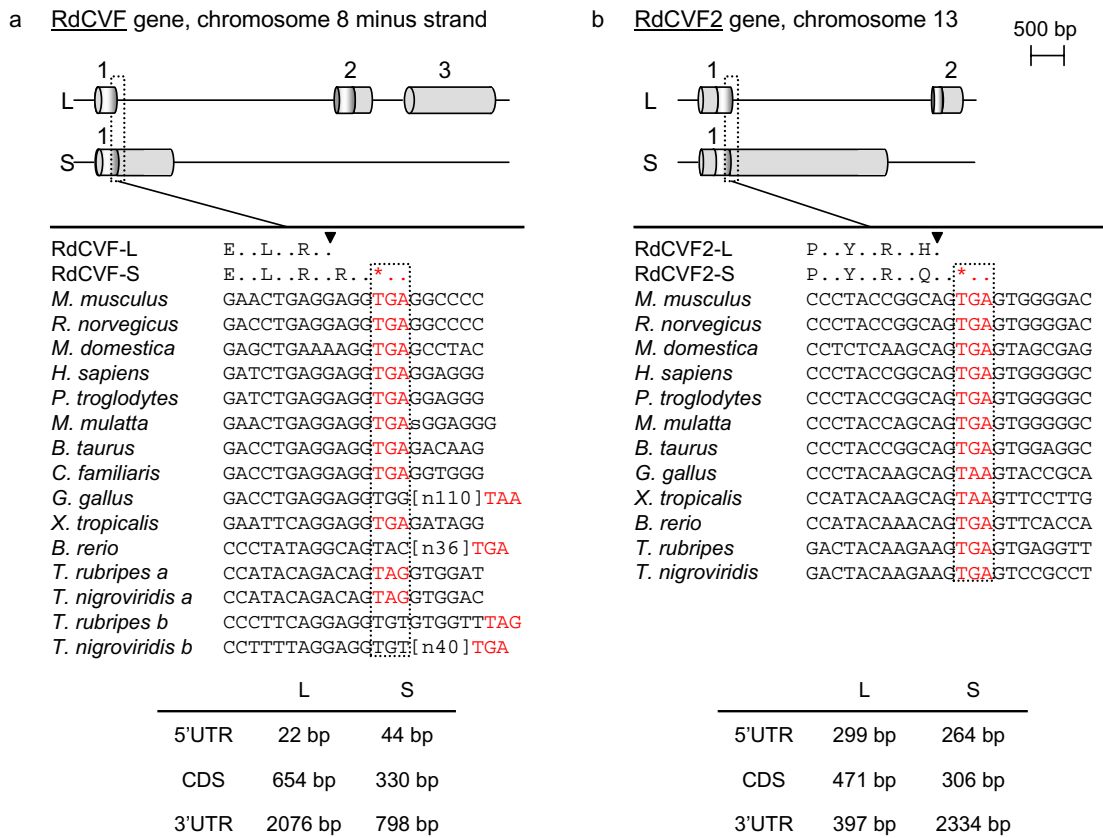 a RdCVF gene, chromosome 8 minus strand
1 2 3
L
1
S
RdCVF-L E..L..R..
RdCVF-S E..L..R..R..*..
M. musculus GAACTGAGGAGGTGAGGCCCC
R. norvegicus GACCTGAGGAGGTGAGGCCCC
M. domestica GAGCTGAAAAGGTGAGCCTAC
H. sapiens GATCTGAGGAGGTGAGGAGGG
P. troglodytes GATCTGAGGAGGTGAGGAGGG
M. mulatta GAACTGAGGAGGTGAsGGAGGG
B. taurus GACCTGAGGAGGTGAGACAAG
C. familiaris GACCTGAGGAGGTGAGGTGGG
G. gallus GACCTGAGGAGGTGG[n110]TAA
X. tropicalis GAATTCAGGAGGTGAGATAGG
B. rerio CCCTATAGGCAGTAC[n36]TGA
T. rubripes a CCATACAGACAGTAGGTGGAT
T. nigroviridis a CCATACAGACAGTAGGTGGAC
T. rubripes b CCCTTCAGGAGGTGTGTGGTTTAG
T. nigroviridis b CCTTTTAGGAGGTGT[n40]TGA
L S
5'UTR 22 bp 44 bp
CDS 654 bp 330 bp
3'UTR 2076 bp 798 bp
b RdCVF2 gene, chromosome 13
500 bp
1 2
L
1
S
RdCVF2-L P..Y..R..H.
RdCVF2-S P..Y..R..Q..*..
M. musculus CCCTACCGGCAGTGAGTGGGGAC
R. norvegicus CCCTACCGGCAGTGAGTGGGGAC
M. domestica CCTCTCAAGCAGTGAGTAGCGAG
H. sapiens CCCTACCGGCAGTGAGTGGGGGC
P. troglodytes CCCTACCGGCAGTGAGTGGGGGC
M. mulatta CCCTACCGGCAGTGAGTGGGGGC
B. taurus CCCTACCGGCAGTGAGTGGAGGC
G. gallus CCCTACAAGCAGTAAGTACCGCA
X. tropicalis CCATACAAGCAGTAAGTTCCTTG
B. rerio CCATACAAACAGTGAGTTCACCA
T. rubripes GACTACAAGAAGTGAGTGAGGTT
T. nigroviridis GACTACAAGAAGTGAGTCCGCCT
L S
5'UTR 299 bp 264 bp
CDS 471 bp 306 bp
3'UTR 397 bp 2334 bp